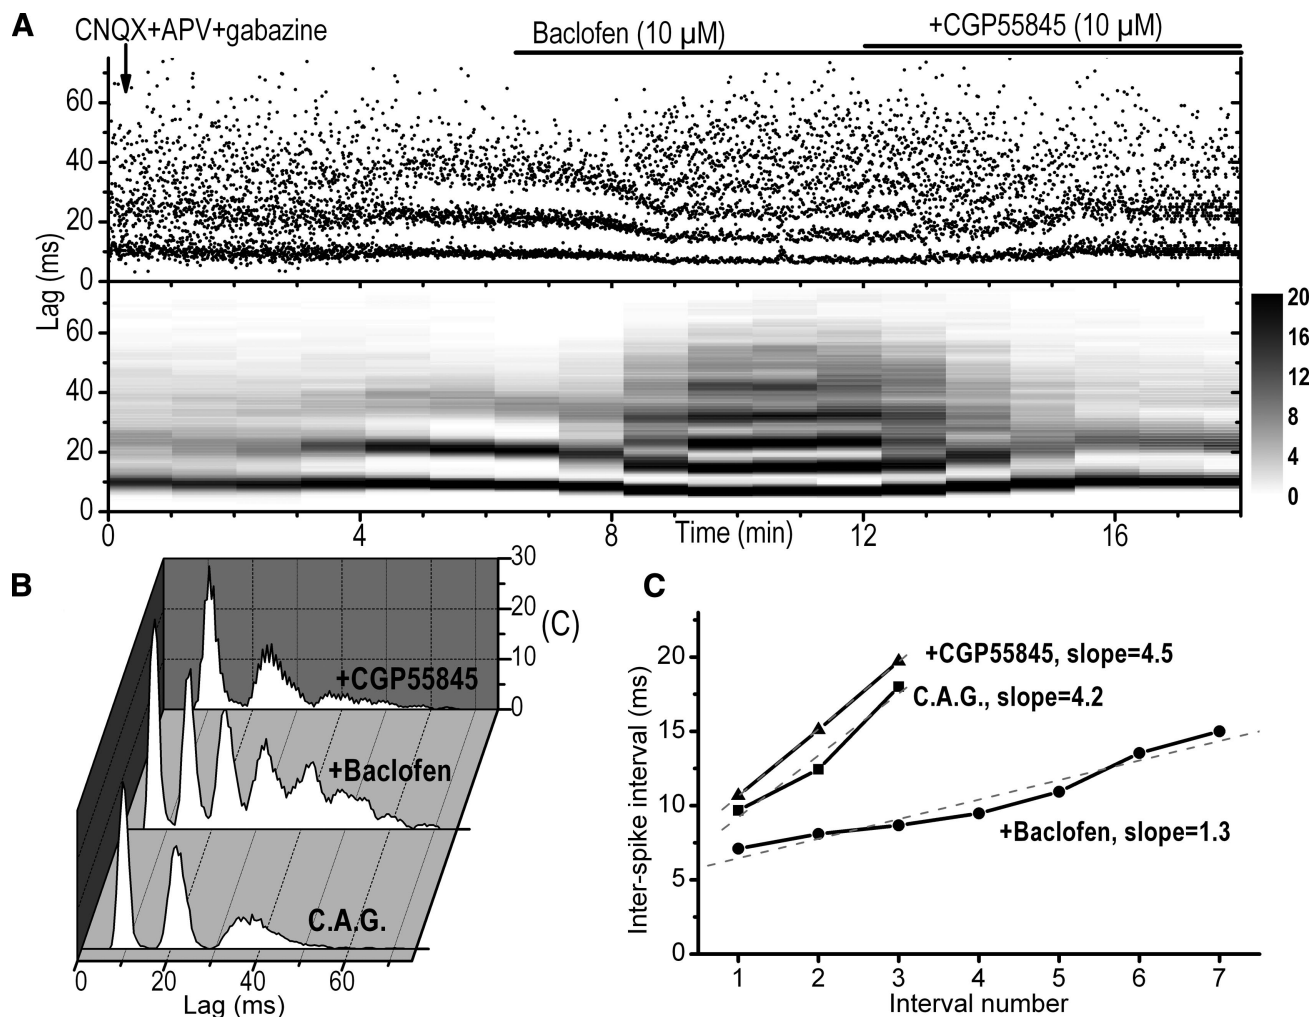 A
CNQX+APV+gabazine
Baclofen (10 µM)
+CGP55845 (10 µM)
60
40
20
0
Lag (ms)
60
40
20
0
20
16
12
8
4
0
0
4
8
Time (min)
12
16
B
30
20
10
0
(C)
+CGP55845
+Baclofen
C.A.G.
0
20
40
60
Lag (ms)
C
20
15
10
5
0
Inter-spike interval (ms)
+CGP55845, slope=4.5
C.A.G., slope=4.2
+Baclofen, slope=1.3
1
2
3
4
5
6
7
Interval number